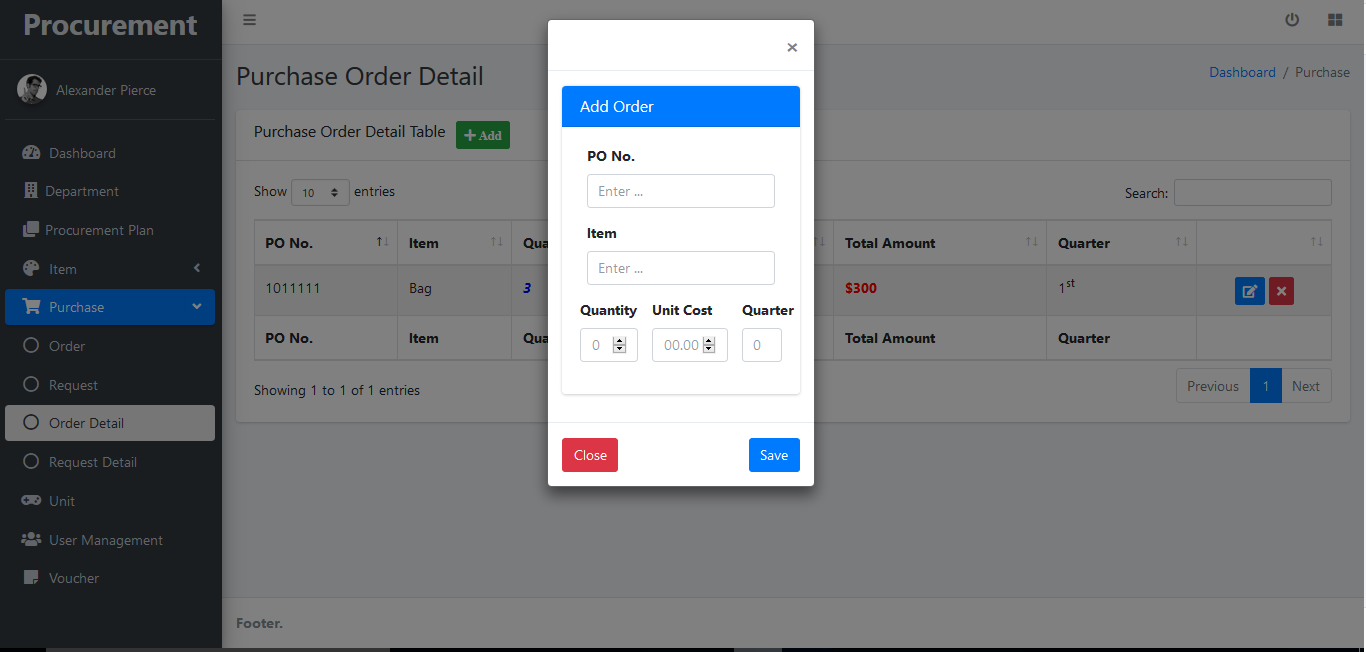 Procurement
Alexander Pierce
Dashboard
Department
Procurement Plan
Item
Purchase
Order
Request
Order Detail
Request Detail
Unit
User Management
Voucher
Purchase Order Detail
Dashboard / Purchase
Purchase Order Detail Table
Add
Show 10 entries
Search:
PO No. Item Qua Total Amount Quarter
1011111 Bag 3 $300 1st
PO No. Item Qua Total Amount Quarter
Showing 1 to 1 of 1 entries
Previous 1 Next
Footer.
×
Add Order
PO No.
Enter ...
Item
Enter ...
Quantity Unit Cost Quarter
0 00.00 0
Close Save